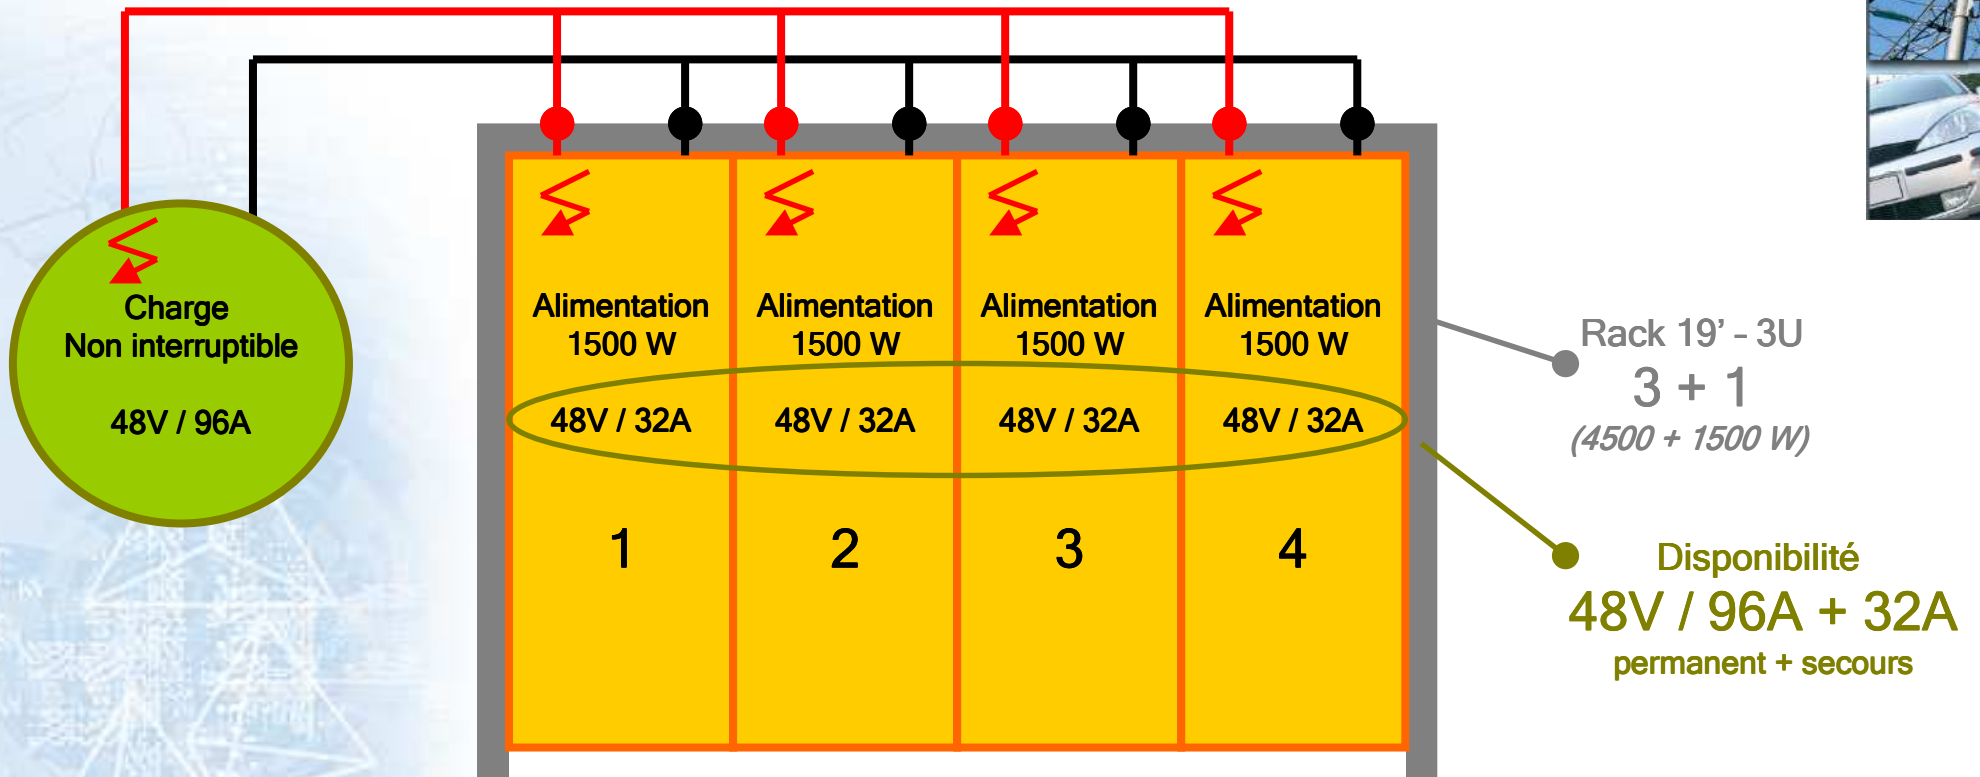 Charge
Non interruptible
48V / 96A
Alimentation
1500 W
48V / 32A
1
Alimentation
1500 W
48V / 32A
2
Alimentation
1500 W
48V / 32A
3
Alimentation
1500 W
48V / 32A
4
Rack 19’ - 3U
3 + 1
(4500 + 1500 W)
Disponibilité
48V / 96A + 32A
permanent + secours